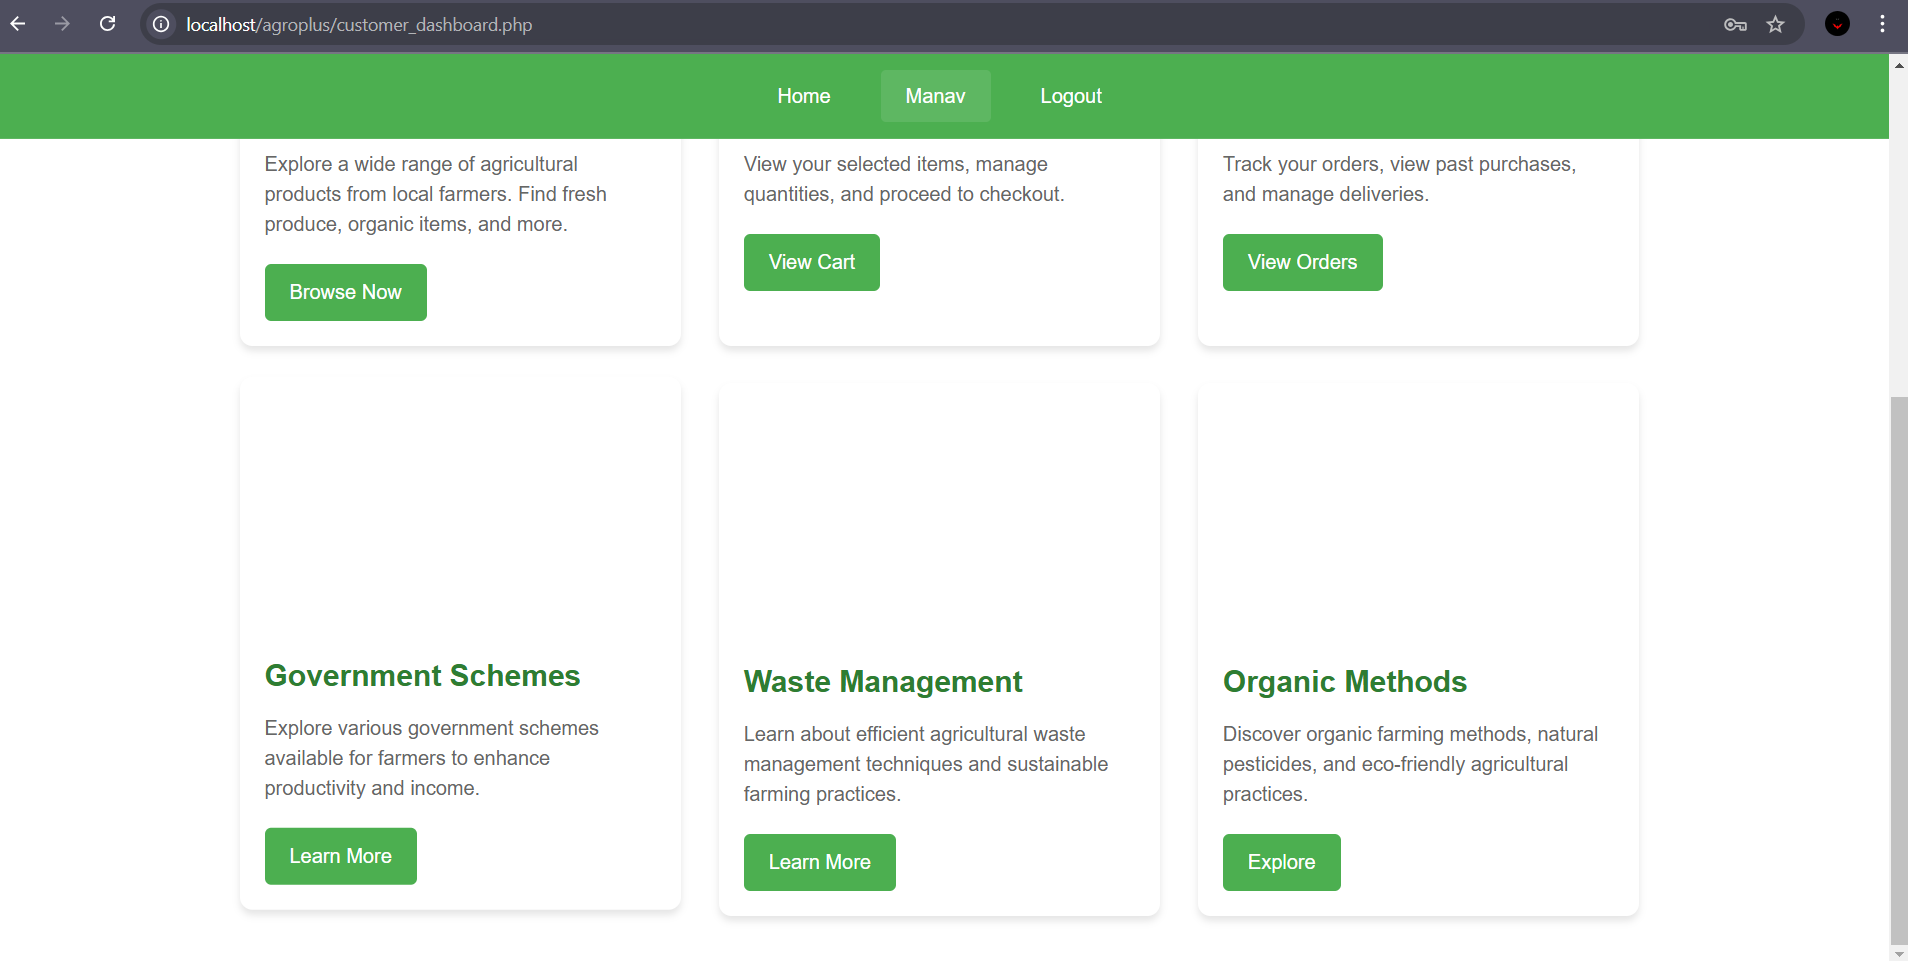 localhost/agroplus/customer_dashboard.php
Home Manav Logout
Explore a wide range of agricultural
products from local farmers. Find fresh
produce, organic items, and more.
Browse Now
View your selected items, manage
quantities, and proceed to checkout.
View Cart
Track your orders, view past purchases,
and manage deliveries.
View Orders
Government Schemes
Explore various government schemes
available for farmers to enhance
productivity and income.
Learn More
Waste Management
Learn about efficient agricultural waste
management techniques and sustainable
farming practices.
Learn More
Organic Methods
Discover organic farming methods, natural
pesticides, and eco-friendly agricultural
practices.
Explore